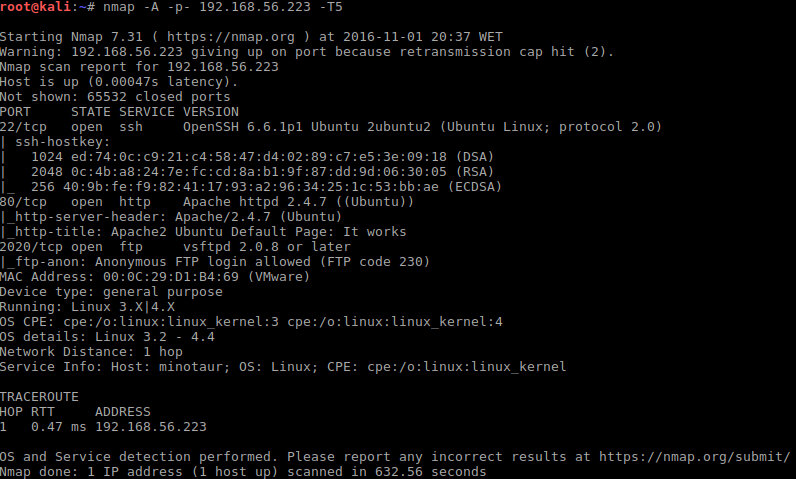 root@kali:~# nmap -A -p- 192.168.56.223 -T5

Starting Nmap 7.31 ( https://nmap.org ) at 2016-11-01 20:37 WET
Warning: 192.168.56.223 giving up on port because retransmission cap hit (2).
Nmap scan report for 192.168.56.223
Host is up (0.00047s latency).
Not shown: 65532 closed ports
PORT     STATE SERVICE VERSION
22/tcp   open  ssh     OpenSSH 6.6.1p1 Ubuntu 2ubuntu2 (Ubuntu Linux; protocol 2.0)
| ssh-hostkey:
|   1024 ed:74:0c:c9:21:c4:58:47:d4:02:89:c7:e5:3e:09:18 (DSA)
|   2048 0c:4b:a8:24:7e:fc:cd:8a:b1:9f:87:dd:9d:06:30:05 (RSA)
|_  256 40:9b:fe:f9:82:41:17:93:a2:96:34:25:1c:53:bb:ae (ECDSA)
80/tcp   open  http    Apache httpd 2.4.7 ((Ubuntu))
|_http-server-header: Apache/2.4.7 (Ubuntu)
|_http-title: Apache2 Ubuntu Default Page: It works
2020/tcp open  ftp     vsftpd 2.0.8 or later
|_ftp-anon: Anonymous FTP login allowed (FTP code 230)
MAC Address: 00:0C:29:D1:B4:69 (VMware)
Device type: general purpose
Running: Linux 3.X|4.X
OS CPE: cpe:/o:linux:linux_kernel:3 cpe:/o:linux:linux_kernel:4
OS details: Linux 3.2 - 4.4
Network Distance: 1 hop
Service Info: Host: minotaur; OS: Linux; CPE: cpe:/o:linux:linux_kernel

TRACEROUTE
HOP RTT     ADDRESS
1   0.47 ms 192.168.56.223

OS and Service detection performed. Please report any incorrect results at https://nmap.org/submit/
Nmap done: 1 IP address (1 host up) scanned in 632.56 seconds